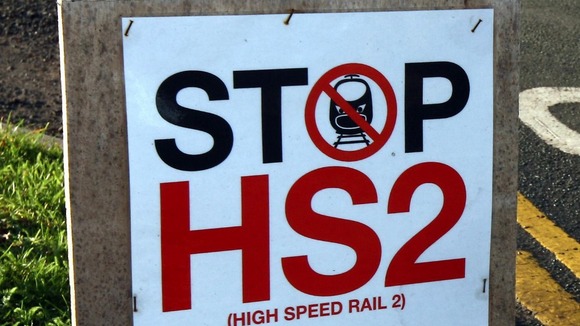 STOP
HS2
(HIGH SPEED RAIL 2)